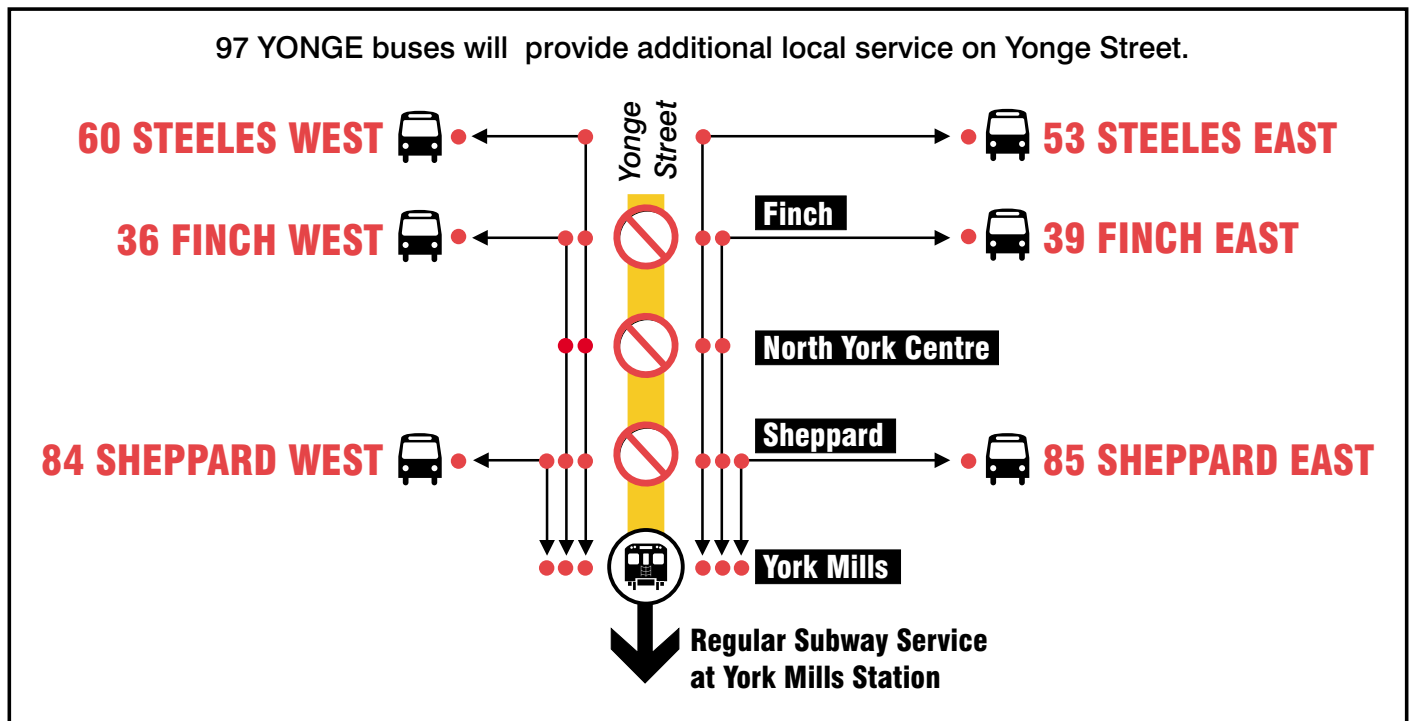 97 YONGE buses will  provide additional local service on Yonge Street.
Yonge
Street
60 STEELES WEST
53 STEELES EAST
Finch
36 FINCH WEST
39 FINCH EAST
North York Centre
Sheppard
84 SHEPPARD WEST
85 SHEPPARD EAST
York Mills
Regular Subway Service
at York Mills Station